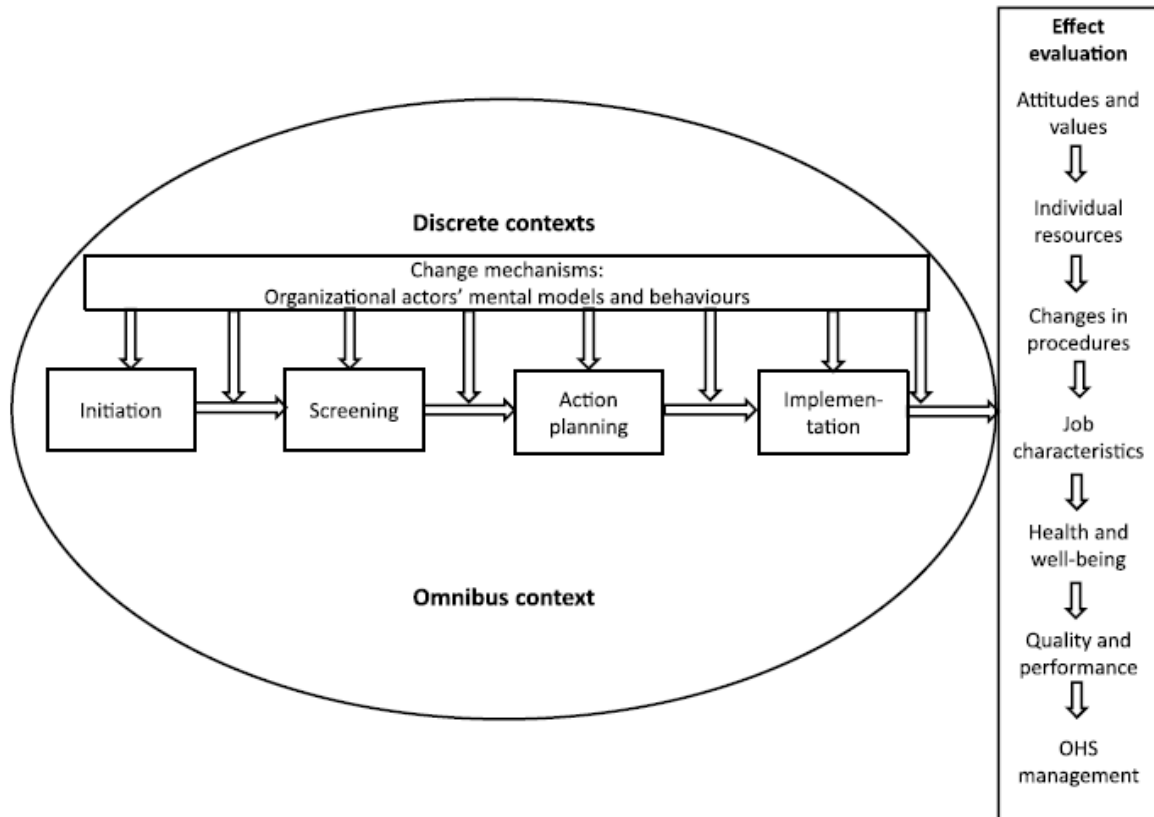 Effect
evaluation
Attitudes and
values
Individual
resources
Changes in
procedures
Job
characteristics
Health and
well-being
Quality and
performance
OHS
management
Discrete contexts
Change mechanisms:
Organizational actors’ mental models and behaviours
Initiation
Screening
Action
planning
Implemen-
tation
Omnibus context